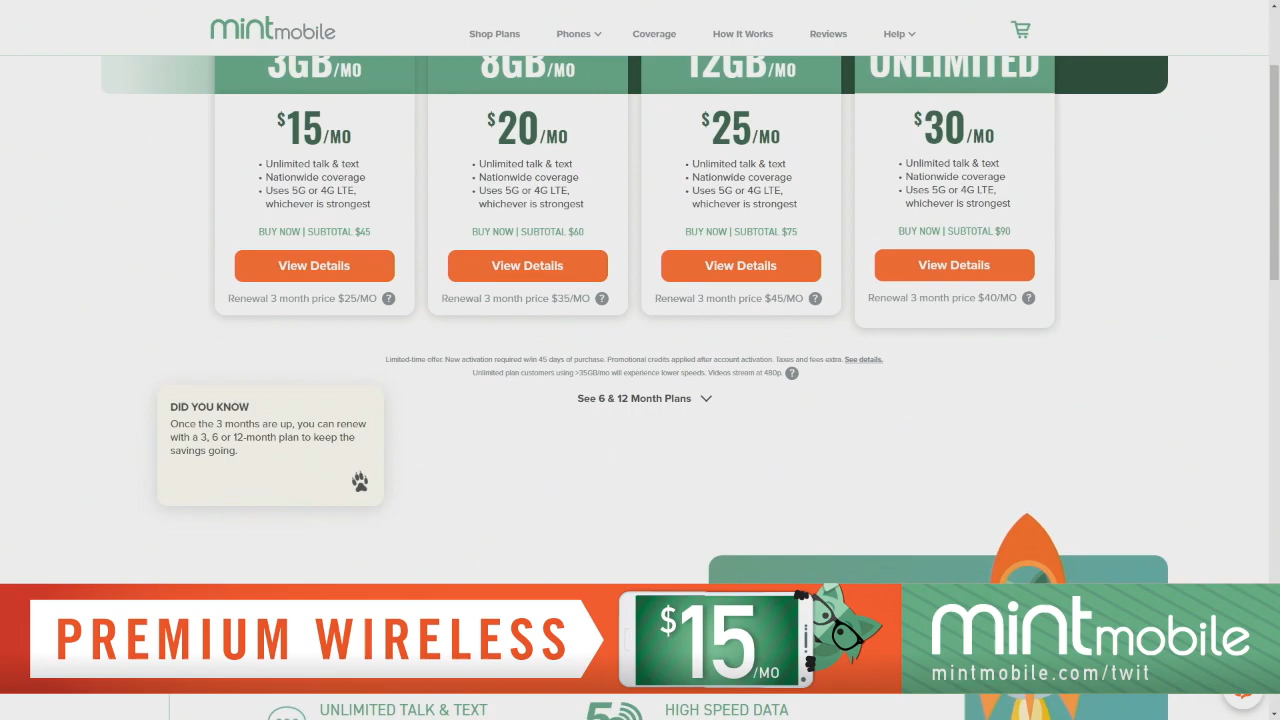 mintmobile
Shop Plans
Phones
Coverage
How It Works
Reviews
Help
3GB/MO
8GB/MO
12GB/MO
UNLIMITED
$15/MO
• Unlimited talk & text
• Nationwide coverage
• Uses 5G or 4G LTE,
whichever is strongest
BUY NOW | SUBTOTAL $45
View Details
Renewal 3 month price $25/MO ?
$20/MO
• Unlimited talk & text
• Nationwide coverage
• Uses 5G or 4G LTE,
whichever is strongest
BUY NOW | SUBTOTAL $60
View Details
Renewal 3 month price $35/MO ?
$25/MO
• Unlimited talk & text
• Nationwide coverage
• Uses 5G or 4G LTE,
whichever is strongest
BUY NOW | SUBTOTAL $75
View Details
Renewal 3 month price $45/MO ?
$30/MO
• Unlimited talk & text
• Nationwide coverage
• Uses 5G or 4G LTE,
whichever is strongest
BUY NOW | SUBTOTAL $90
View Details
Renewal 3 month price $40/MO ?
Limited-time offer. New activation required w/in 45 days of purchase. Promotional credits applied after account activation. Taxes and fees extra. See details.
Unlimited plan customers using >35GB/mo will experience lower speeds. Videos stream at 480p. ?
See 6 & 12 Month Plans
DID YOU KNOW
Once the 3 months are up, you can renew
with a 3, 6 or 12-month plan to keep the
savings going.
PREMIUM WIRELESS
$15/MO
mintmobile
mintmobile.com/twit
UNLIMITED TALK & TEXT
5G
HIGH SPEED DATA